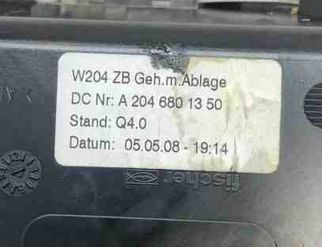 W204 ZB Geh.m.Ablage
DC Nr: A 204 680 13 50
Stand: Q4.0
Datum: 05.05.08 - 19:14
fischer